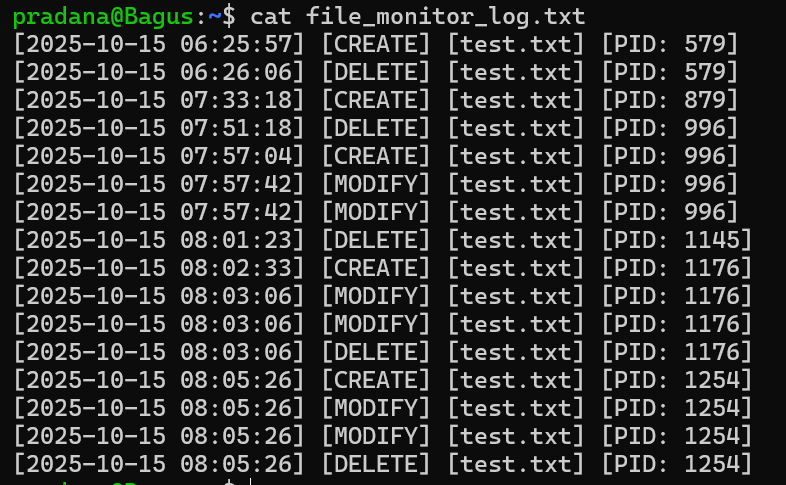 pradana@Bagus:~$ cat file_monitor_log.txt
[2025-10-15 06:25:57] [CREATE] [test.txt] [PID: 579]
[2025-10-15 06:26:06] [DELETE] [test.txt] [PID: 579]
[2025-10-15 07:33:18] [CREATE] [test.txt] [PID: 879]
[2025-10-15 07:51:18] [DELETE] [test.txt] [PID: 996]
[2025-10-15 07:57:04] [CREATE] [test.txt] [PID: 996]
[2025-10-15 07:57:42] [MODIFY] [test.txt] [PID: 996]
[2025-10-15 07:57:42] [MODIFY] [test.txt] [PID: 996]
[2025-10-15 08:01:23] [DELETE] [test.txt] [PID: 1145]
[2025-10-15 08:02:33] [CREATE] [test.txt] [PID: 1176]
[2025-10-15 08:03:06] [MODIFY] [test.txt] [PID: 1176]
[2025-10-15 08:03:06] [MODIFY] [test.txt] [PID: 1176]
[2025-10-15 08:03:06] [DELETE] [test.txt] [PID: 1176]
[2025-10-15 08:05:26] [CREATE] [test.txt] [PID: 1254]
[2025-10-15 08:05:26] [MODIFY] [test.txt] [PID: 1254]
[2025-10-15 08:05:26] [MODIFY] [test.txt] [PID: 1254]
[2025-10-15 08:05:26] [DELETE] [test.txt] [PID: 1254]